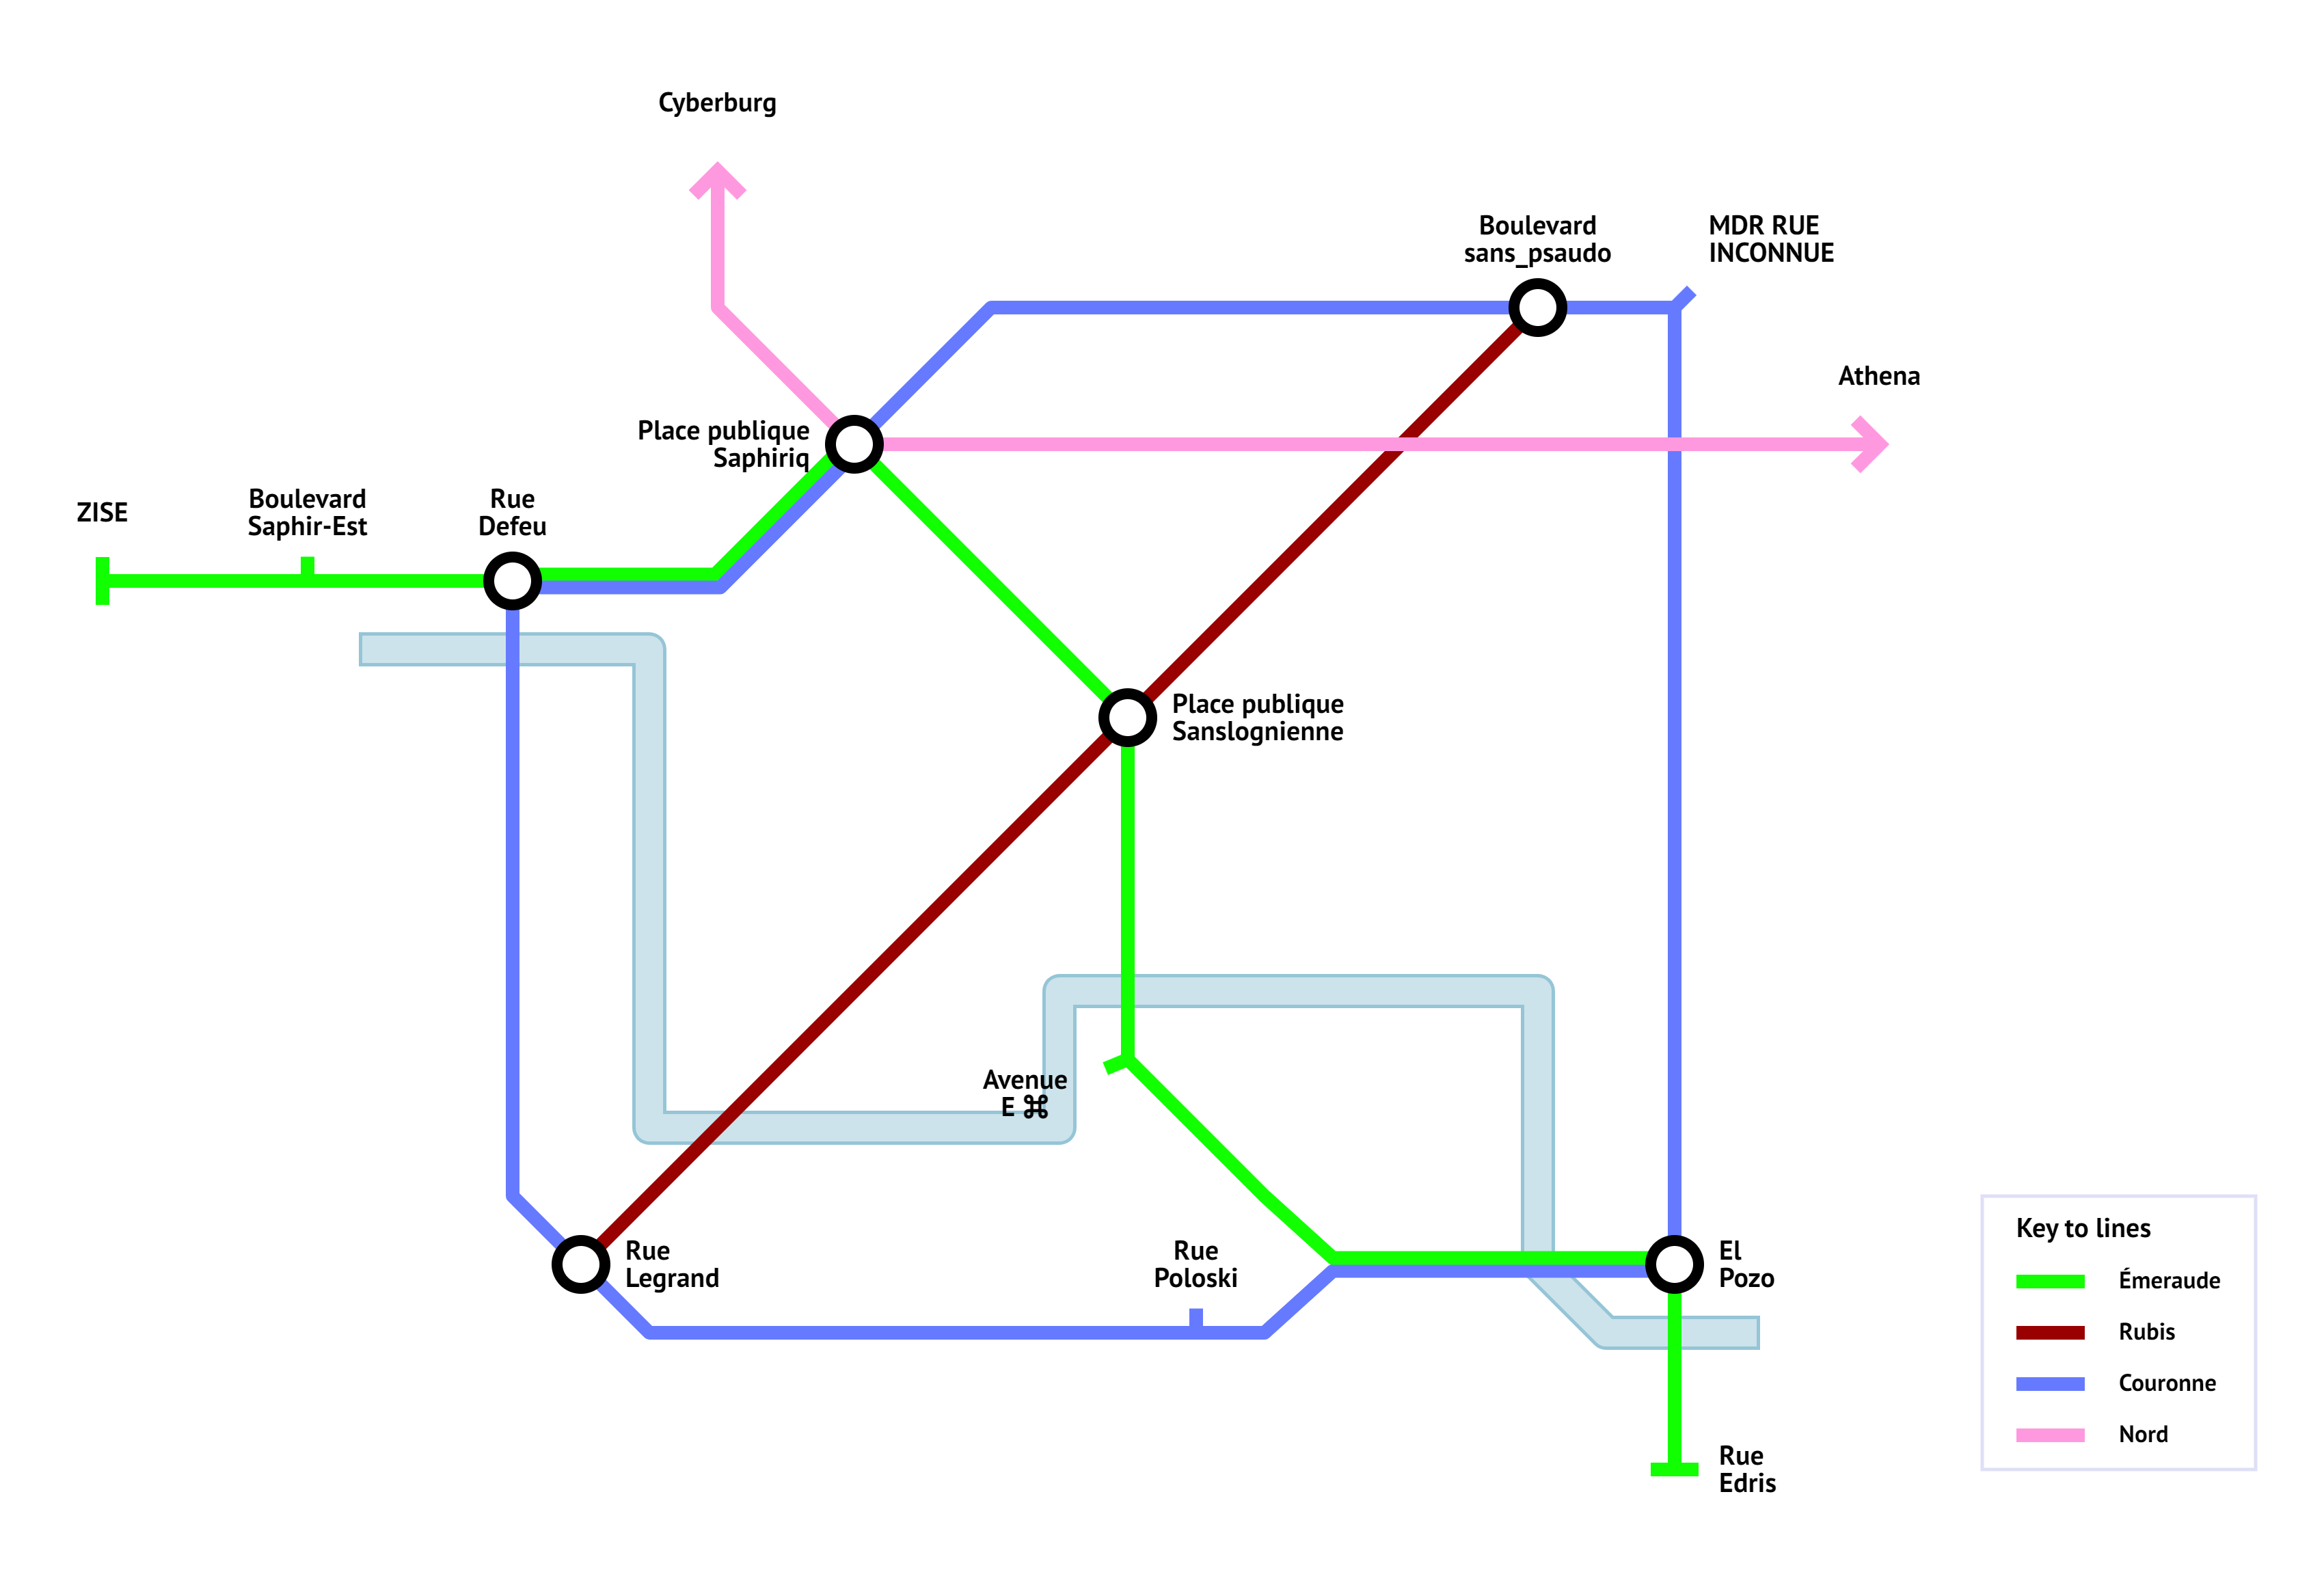 Cyberburg
Boulevard
sans_psaudo
MDR RUE
INCONNUE
Athena
Place publique
Saphiriq
ZISE
Boulevard
Saphir-Est
Rue
Defeu
Place publique
Sanslognienne
Avenue
E ⌘
Rue
Legrand
Rue
Poloski
El
Pozo
Rue
Edris
Key to lines
Émeraude
Rubis
Couronne
Nord